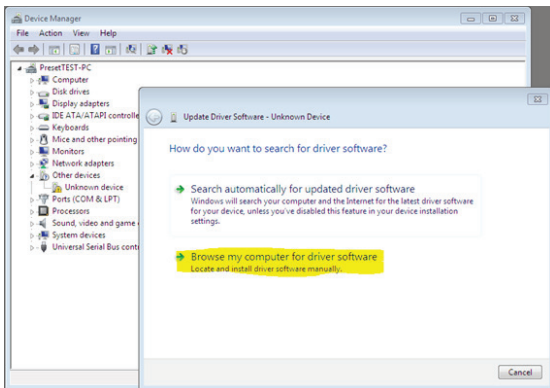 Device Manager
File Action View Help
PresetTEST-PC
Computer
Disk drives
Display adapters
IDE ATA/ATAPI controlle
Keyboards
Mice and other pointing
Monitors
Network adapters
Other devices
Unknown device
Ports (COM & LPT)
Processors
Sound, video and game
System devices
Universal Serial Bus cont
Update Driver Software - Unknown Device
How do you want to search for driver software?
Search automatically for updated driver software
Windows will search your computer and the Internet for the latest driver software
for your device, unless you've disabled this feature in your device installation
settings.
Browse my computer for driver software
Locate and install driver software manually.
Cancel